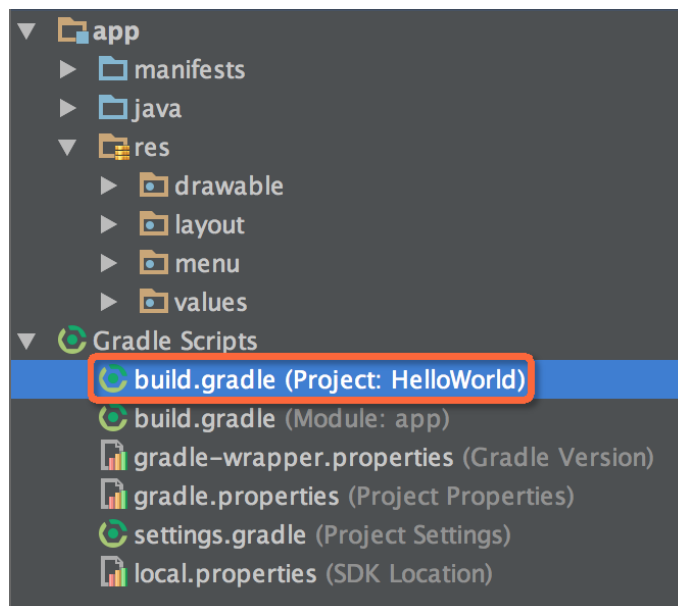 app
manifests
java
res
drawable
layout
menu
values
Gradle Scripts
build.gradle (Project: HelloWorld)
build.gradle (Module: app)
gradle-wrapper.properties (Gradle Version)
gradle.properties (Project Properties)
settings.gradle (Project Settings)
local.properties (SDK Location)